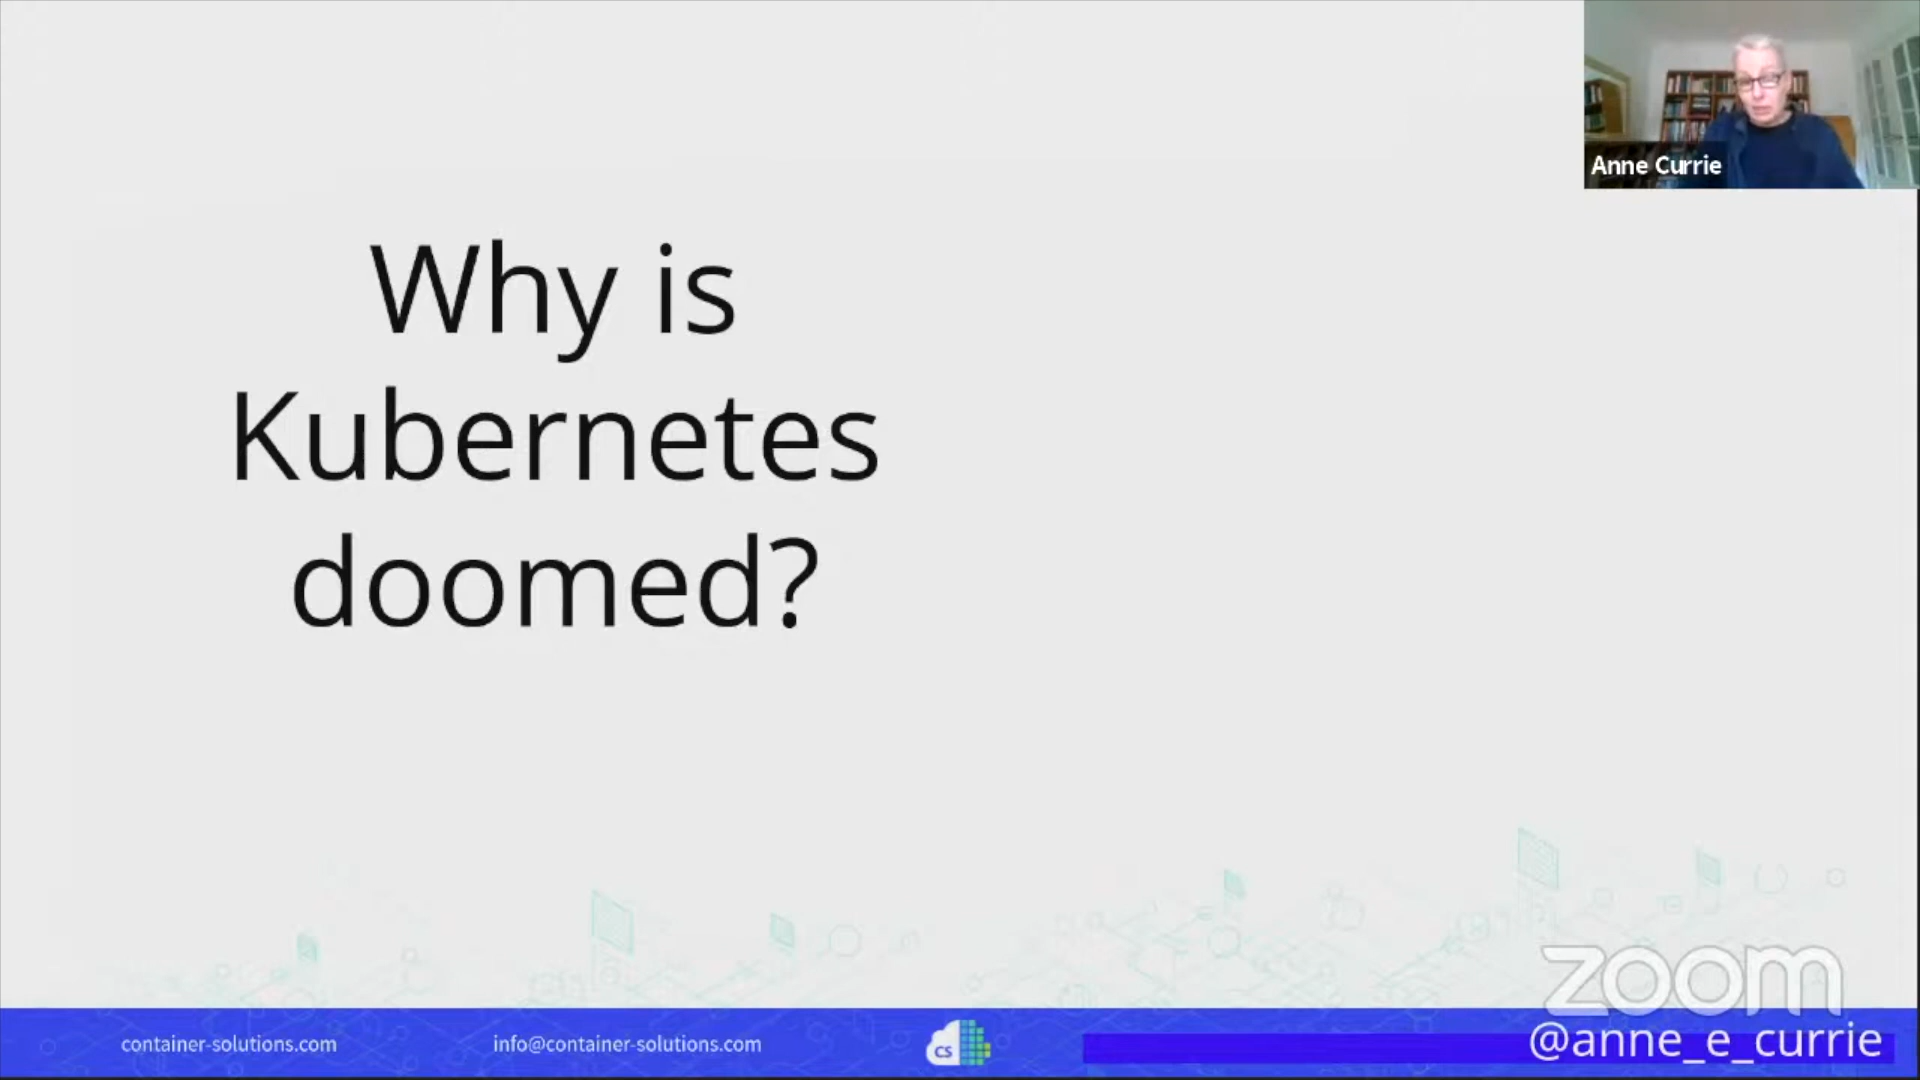 Anne Currie
Why is
Kubernetes
doomed?
zoom
container-solutions.com
info@container-solutions.com
CS
@anne_e_currie